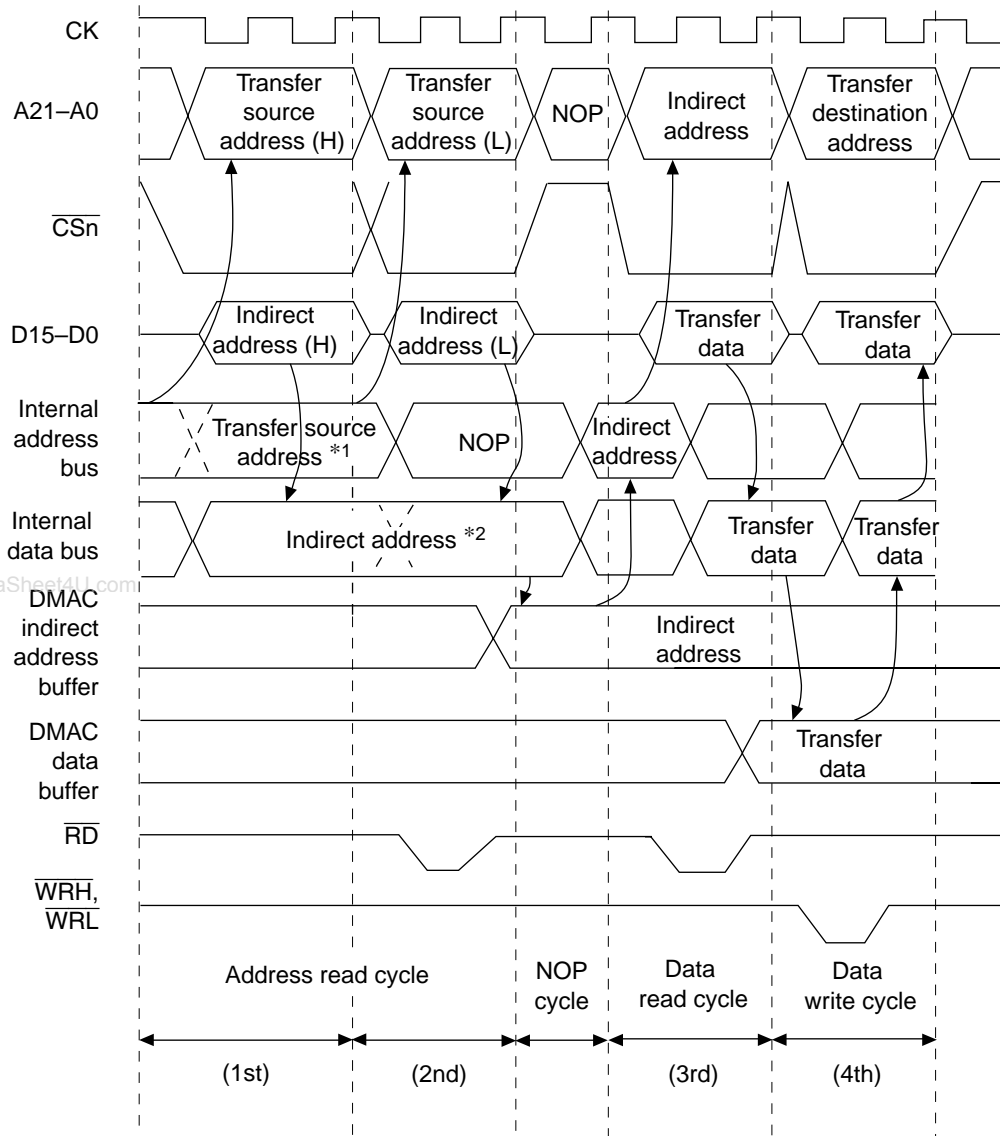 CK
A21–A0
Transfer
source
address (H)
Transfer
source
address (L)
NOP
Indirect
address
Transfer
destination
address
CSn
D15–D0
Indirect
address (H)
Indirect
address (L)
Transfer
data
Transfer
data
Internal
address
bus
Transfer source
address *1
NOP
Indirect
address
Internal
data bus
Indirect address *2
Transfer
data
Transfer
data
aSheet4U.com
DMAC
indirect
address
buffer
Indirect
address
DMAC
data
buffer
Transfer
data
RD
WRH,
WRL
Address read cycle
NOP
cycle
Data
read cycle
Data
write cycle
(1st)
(2nd)
(3rd)
(4th)